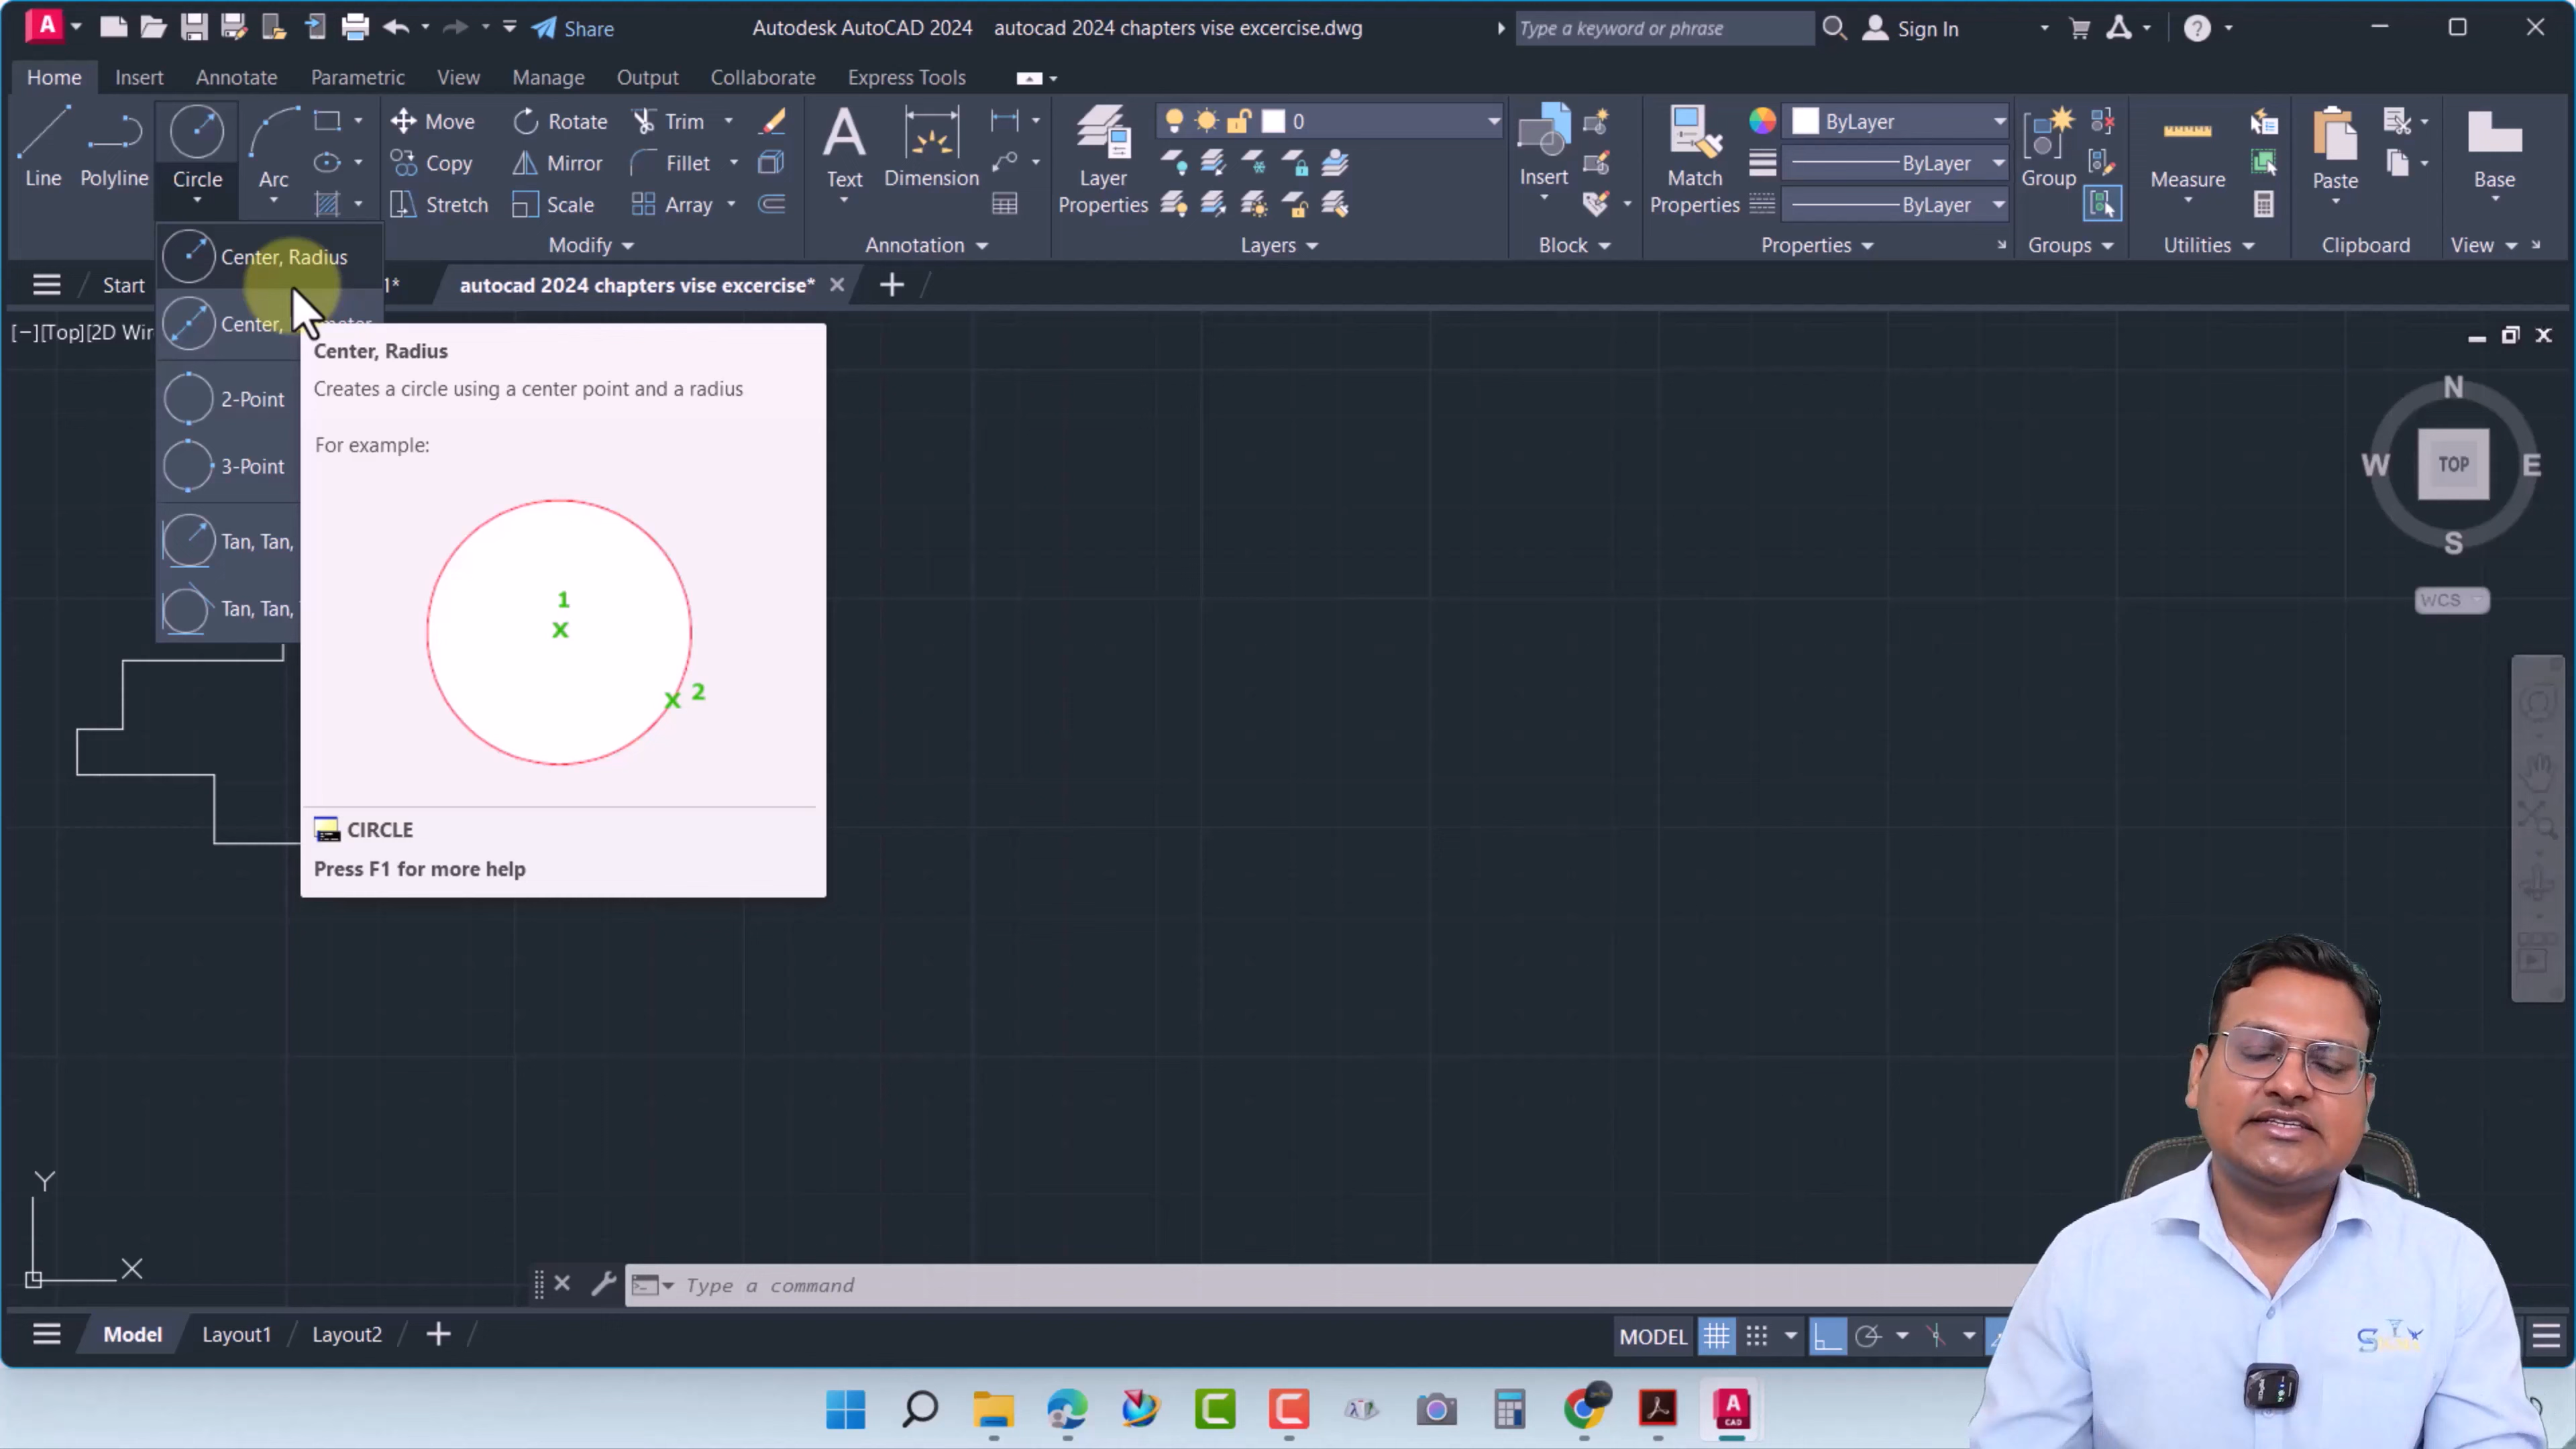 A CAD
Share
Autodesk AutoCAD 2024 autocad 2024 chapters vise excercise.dwg
Type a keyword or phrase
Sign In
Home Insert Annotate Parametric View Manage Output Collaborate Express Tools
Line Polyline Circle Arc
Move Rotate Trim
Copy Mirror Fillet
Stretch Scale Array
Modify
Text Dimension
Annotation
Layer Properties
0
Layers
Insert
Block
Match Properties
ByLayer
ByLayer
ByLayer
Properties
Group
Groups
Measure
Utilities
Paste
Clipboard
Base
View
Start 1* autocad 2024 chapters vise excercise*
[−][Top][2D Wir
Center, Radius
Center,
2-Point
3-Point
Tan, Tan,
Tan, Tan,
Center, Radius
Creates a circle using a center point and a radius
For example:
1
x
x 2
CIRCLE
Press F1 for more help
N
W TOP E
S
WCS
Y
X
Type a command
Model Layout1 Layout2
MODEL